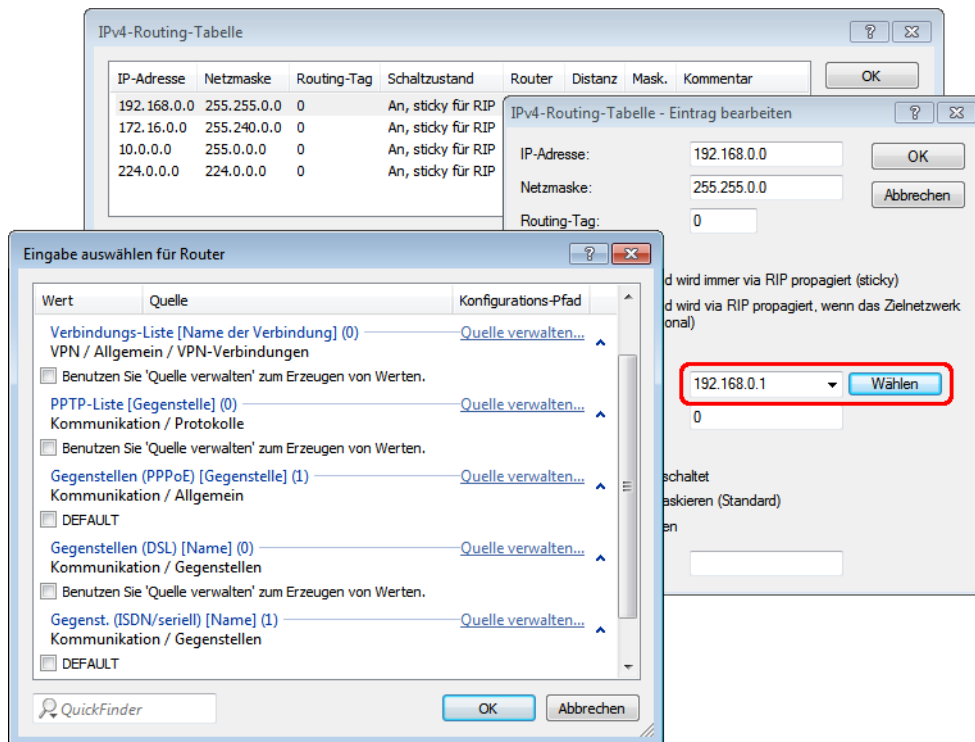 IPv4-Routing-Tabelle
IP-Adresse Netzmaske Routing-Tag Schaltzustand Router Distanz Mask. Kommentar
OK
192.168.0.0 255.255.0.0 0 An, sticky für RIP
172.16.0.0 255.240.0.0 0 An, sticky für RIP
10.0.0.0 255.0.0.0 0 An, sticky für RIP
224.0.0.0 224.0.0.0 0 An, sticky für RIP
IPv4-Routing-Tabelle - Eintrag bearbeiten
IP-Adresse: 192.168.0.0 OK
Netzmaske: 255.255.0.0 Abbrechen
Routing-Tag: 0
d wird immer via RIP propagiert (sticky)
d wird via RIP propagiert, wenn das Zielnetzwerk
onal)
192.168.0.1 Wählen
0
schaltet
askieren (Standard)
en
Eingabe auswählen für Router
Wert Quelle Konfigurations-Pfad
Verbindungs-Liste [Name der Verbindung] (0) Quelle verwalten...
VPN / Allgemein / VPN-Verbindungen
Benutzen Sie 'Quelle verwalten' zum Erzeugen von Werten.
PPTP-Liste [Gegenstelle] (0) Quelle verwalten...
Kommunikation / Protokolle
Benutzen Sie 'Quelle verwalten' zum Erzeugen von Werten.
Gegenstellen (PPPoE) [Gegenstelle] (1) Quelle verwalten...
Kommunikation / Allgemein
DEFAULT
Gegenstellen (DSL) [Name] (0) Quelle verwalten...
Kommunikation / Gegenstellen
Benutzen Sie 'Quelle verwalten' zum Erzeugen von Werten.
Gegenst. (ISDN/seriell) [Name] (1) Quelle verwalten...
Kommunikation / Gegenstellen
DEFAULT
QuickFinder OK Abbrechen